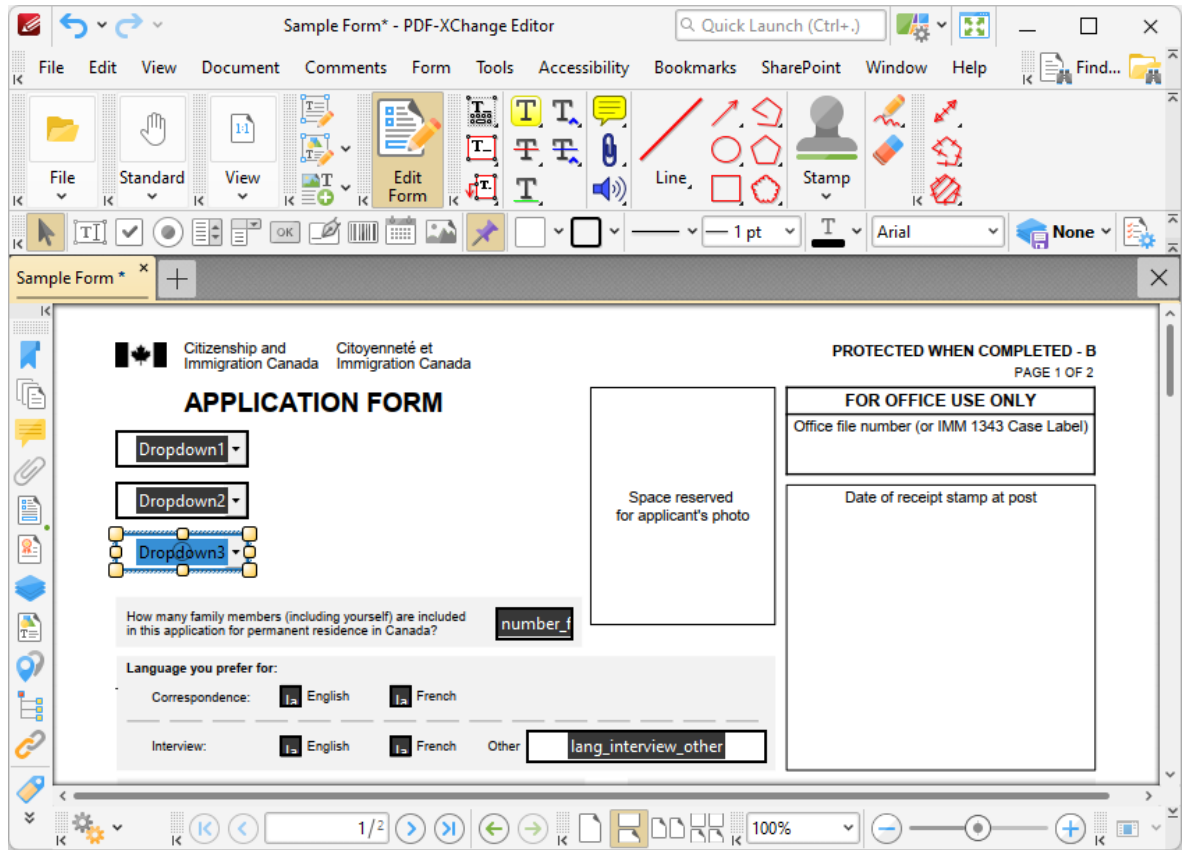 Sample Form* - PDF-XChange Editor
Quick Launch (Ctrl+.)
File Edit View Document Comments Form Tools Accessibility Bookmarks SharePoint Window Help Find...
File Standard View Edit Form Line Stamp
OK 1 pt T Arial None
Sample Form *
Citizenship and Immigration Canada
Citoyenneté et Immigration Canada
PROTECTED WHEN COMPLETED - B
PAGE 1 OF 2
APPLICATION FORM
FOR OFFICE USE ONLY
Office file number (or IMM 1343 Case Label)
Dropdown1
Dropdown2
Dropdown3
Space reserved
for applicant's photo
Date of receipt stamp at post
How many family members (including yourself) are included
in this application for permanent residence in Canada?
number_f
Language you prefer for:
Correspondence: la English la French
Interview: la English la French Other lang_interview_other
1/2 100%